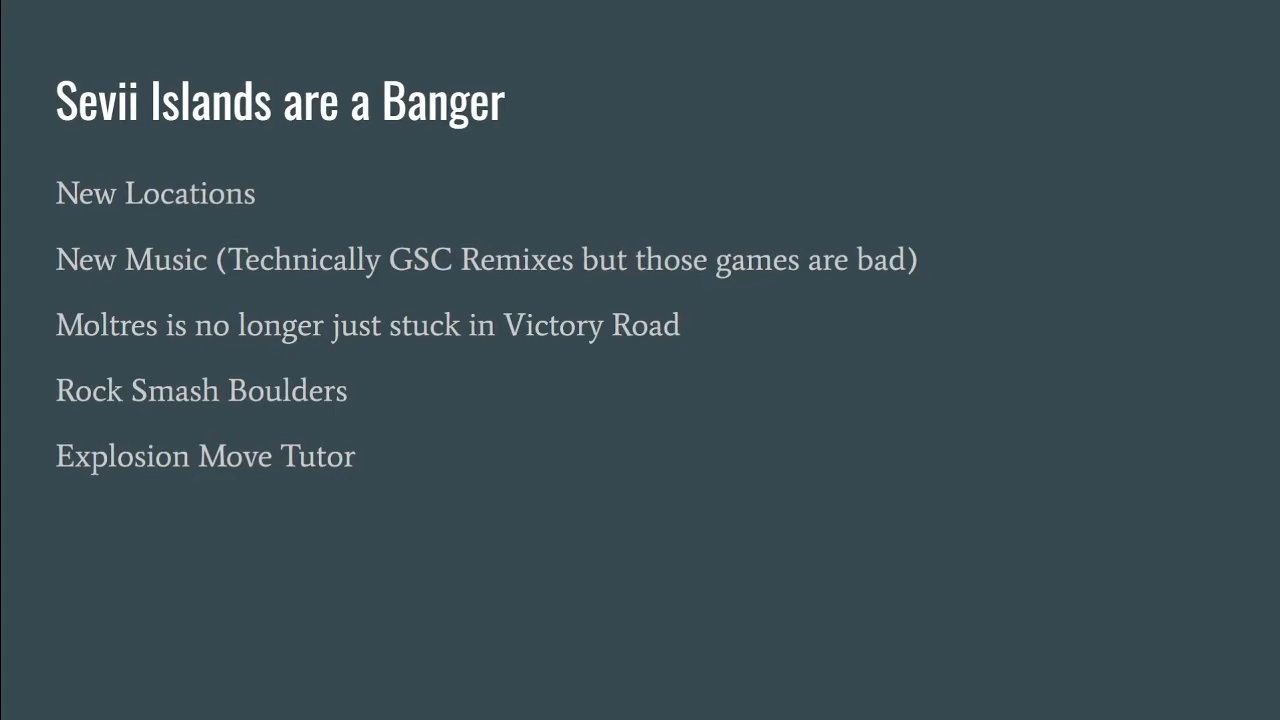 Sevii Islands are a Banger
New Locations
New Music (Technically GSC Remixes but those games are bad)
Moltres is no longer just stuck in Victory Road
Rock Smash Boulders
Explosion Move Tutor